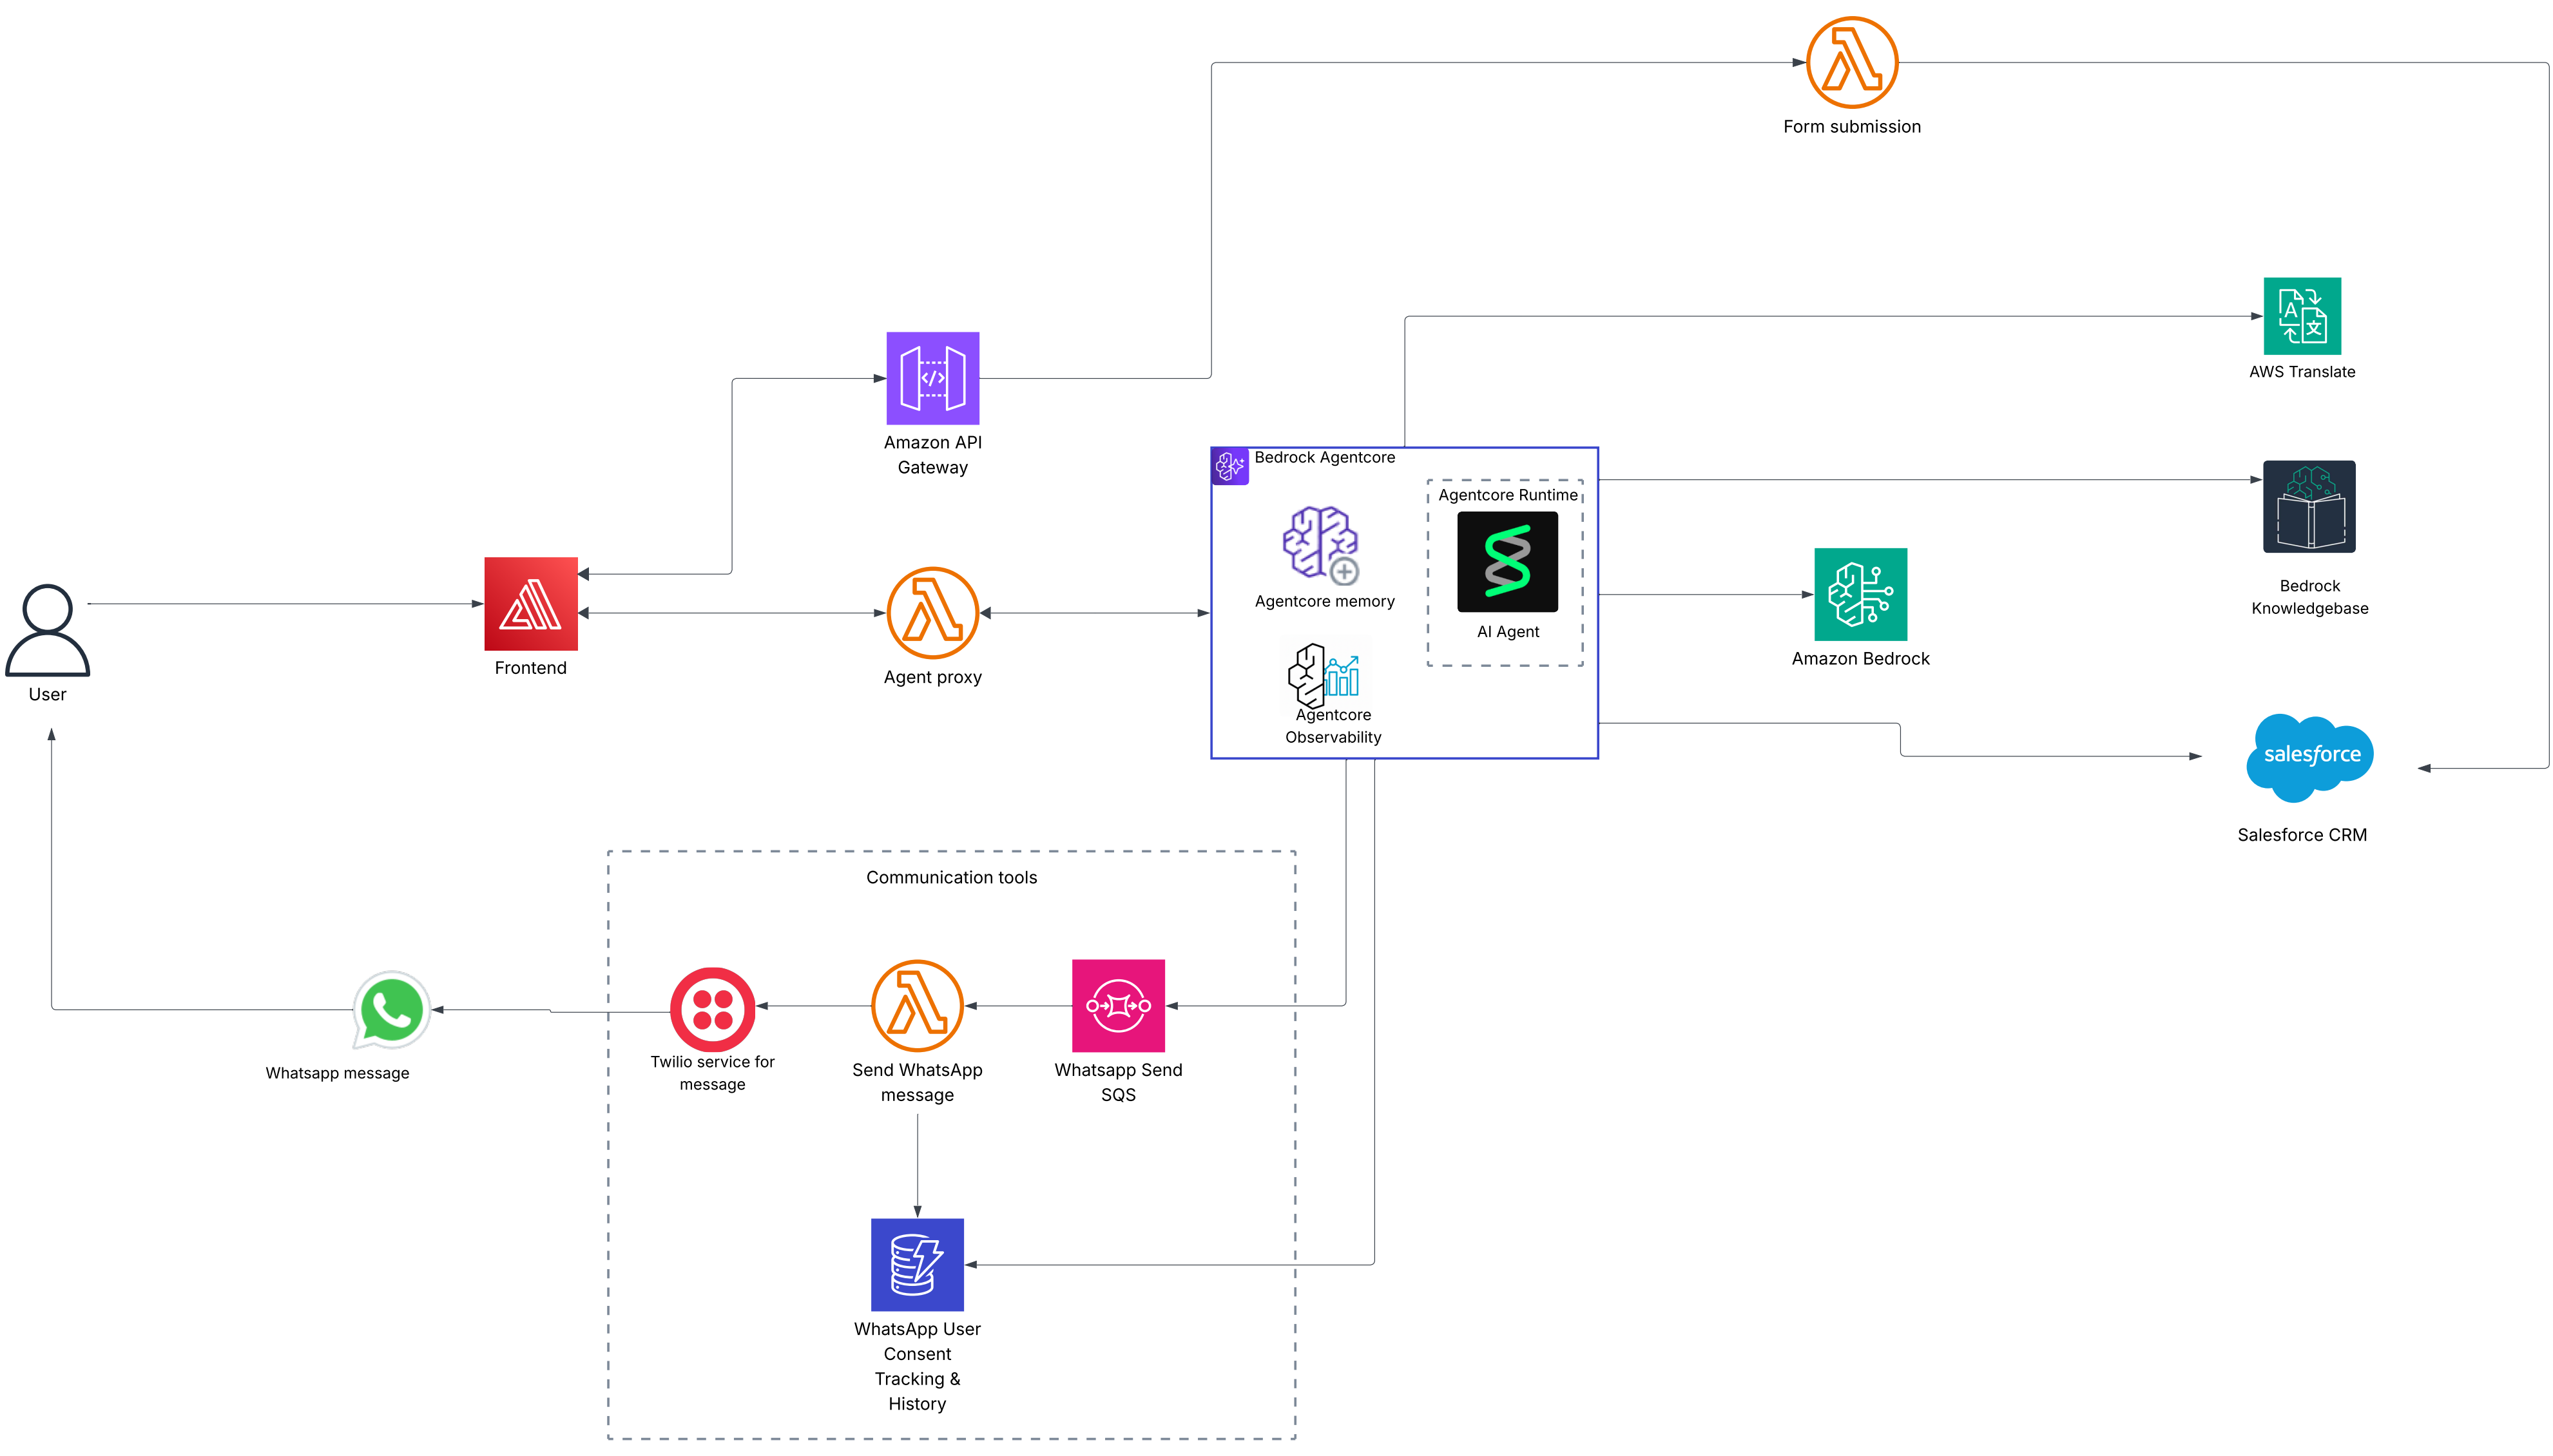 Form submission
AWS Translate
Amazon API
Gateway
Bedrock Agentcore
Agentcore Runtime
Agentcore memory
AI Agent
Agentcore
Observability
Bedrock
Knowledgebase
Amazon Bedrock
User
Frontend
Agent proxy
salesforce
Salesforce CRM
Communication tools
Whatsapp message
Twilio service for
message
Send WhatsApp
message
Whatsapp Send
SQS
WhatsApp User
Consent
Tracking &
History